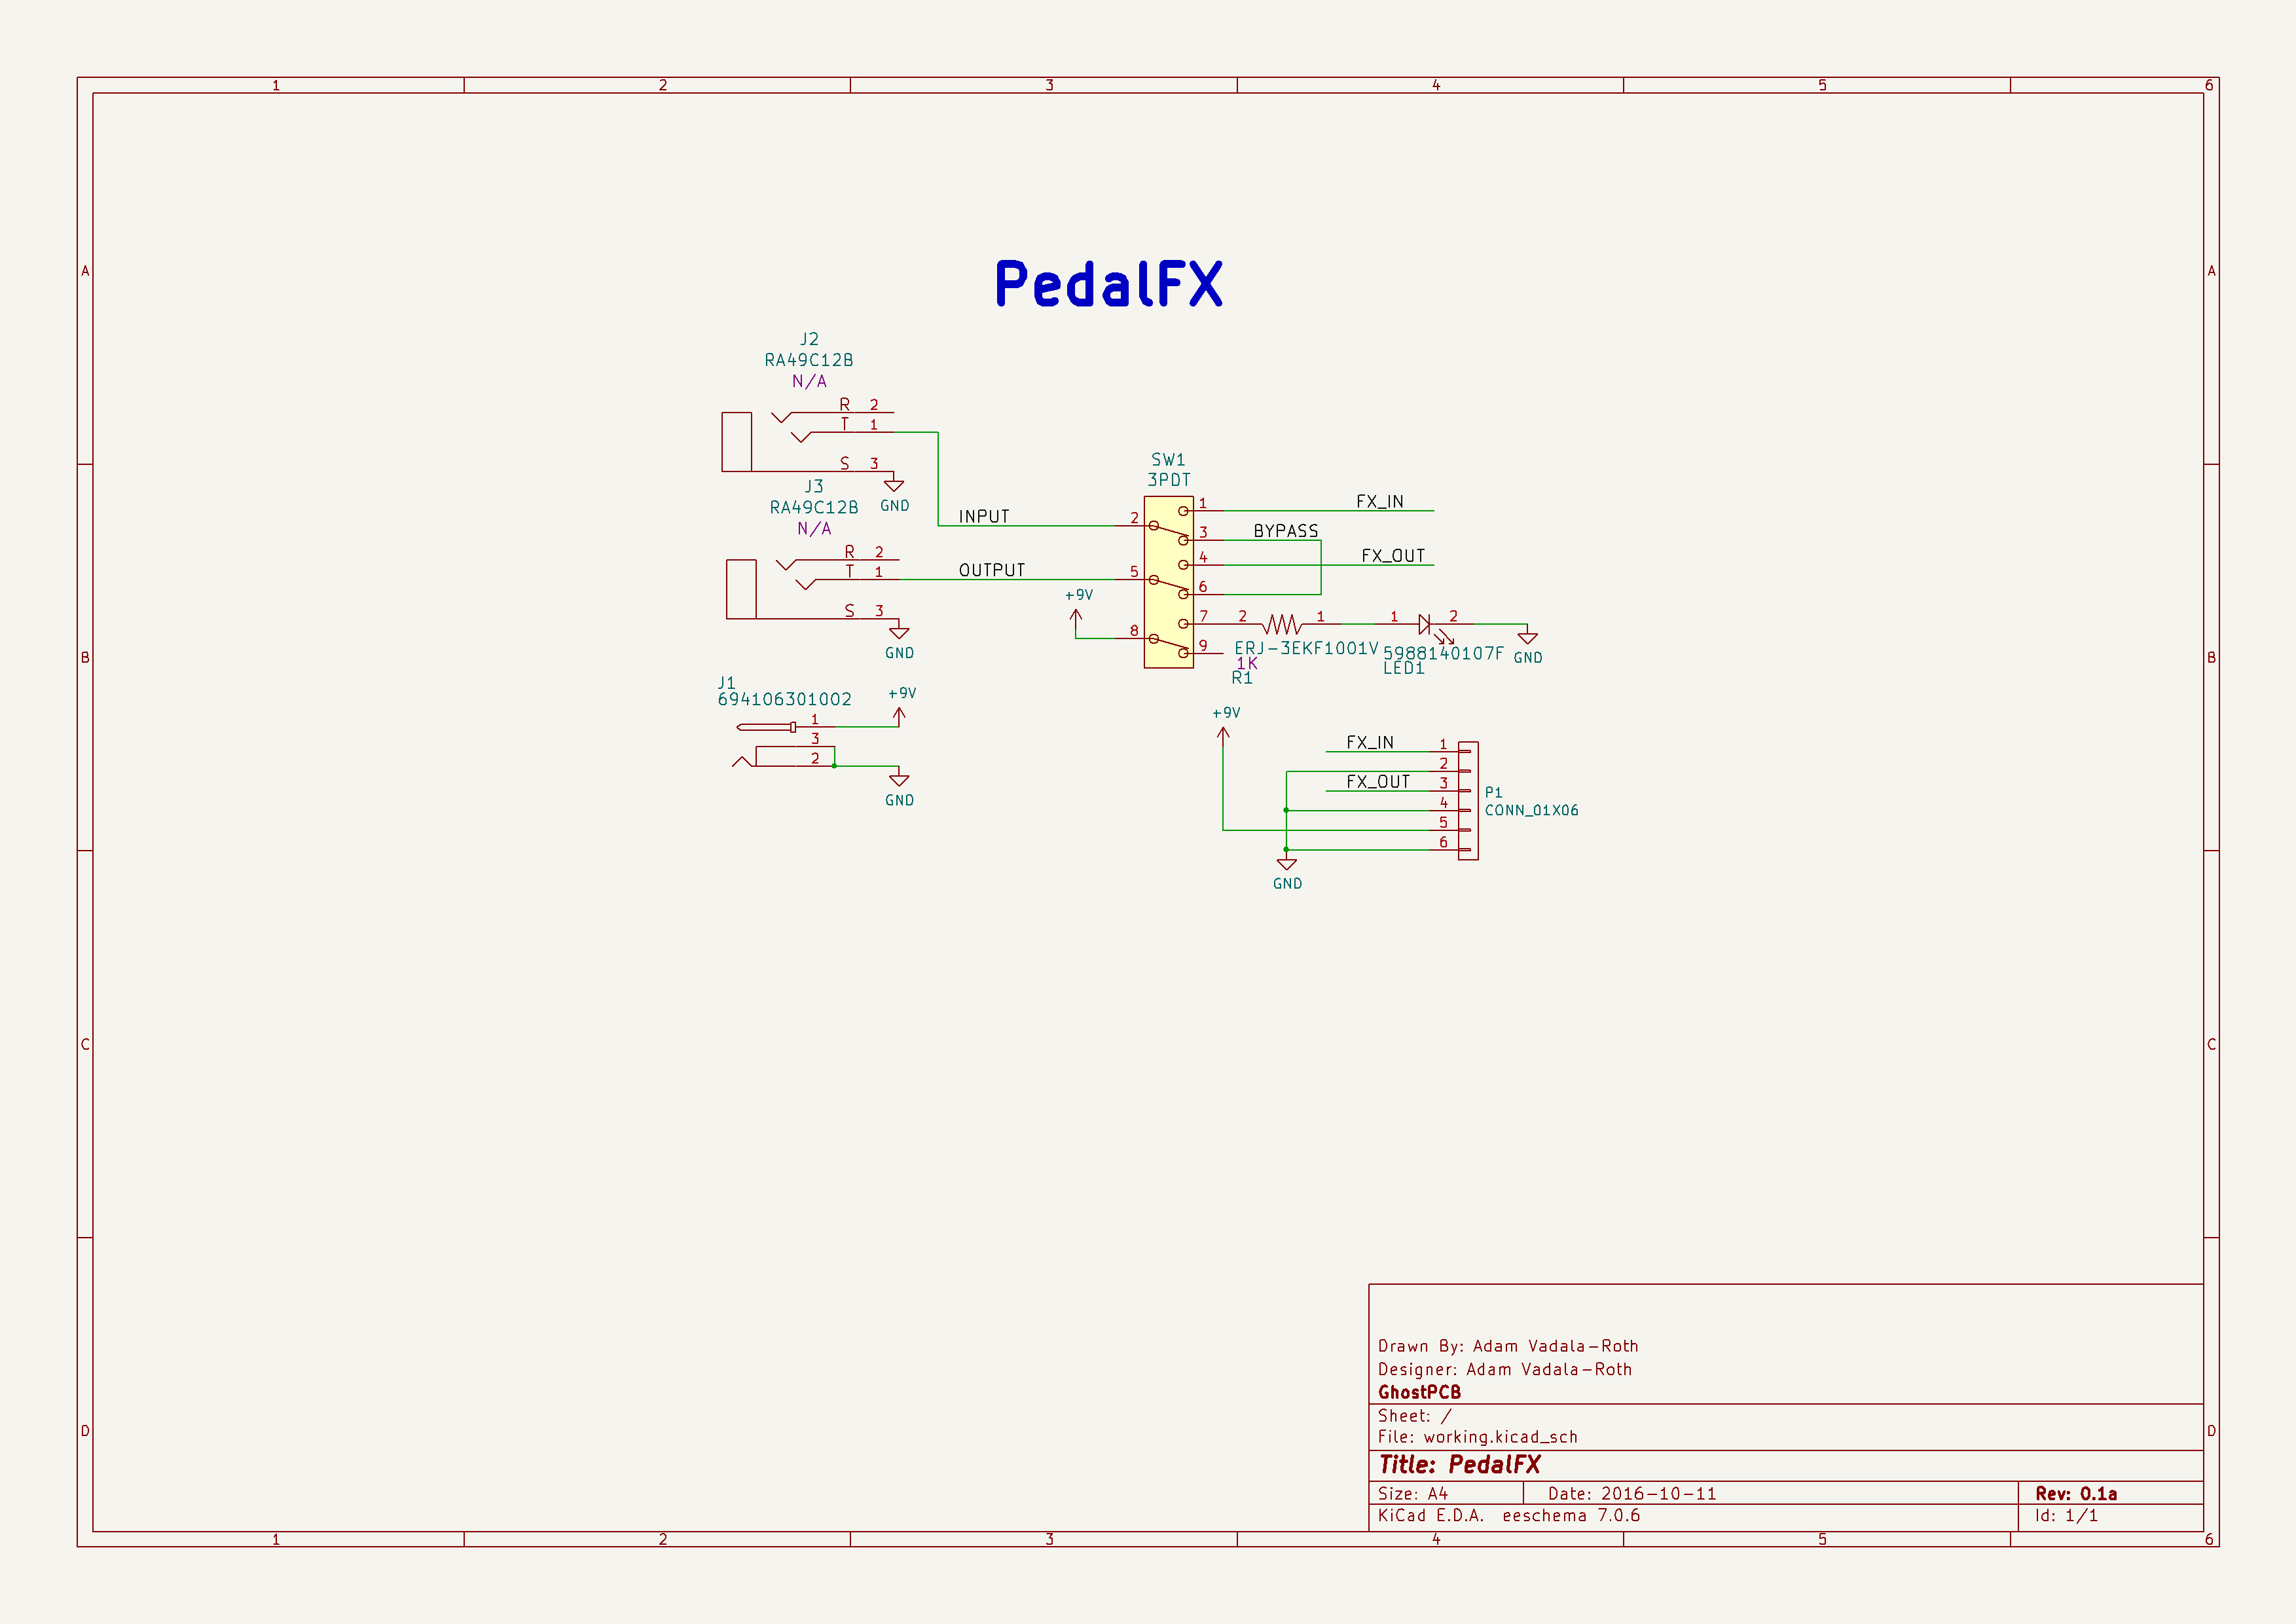 1 2 3 4 5 6
A A
PedalFX
J2
RA49C12B
N/A
R 2
T 1
S 3
GND
J3
RA49C12B
N/A
R 2
T 1
S 3
GND
INPUT
OUTPUT
+9V
SW1
3PDT
2
5
8
1
3
4
6
7
9
FX_IN
BYPASS
FX_OUT
2 1
ERJ-3EKF1001V
1K
R1
1 2
5988140107F
LED1
GND
B B
J1
694106301002
1
3
2
+9V
GND
+9V
FX_IN
FX_OUT
1
2
3
4
5
6
P1
CONN_01X06
GND
C C
Drawn By: Adam Vadala-Roth
Designer: Adam Vadala-Roth
GhostPCB
Sheet: /
File: working.kicad_sch
D D
Title: PedalFX
Size: A4 Date: 2016-10-11 Rev: 0.1a
KiCad E.D.A. eeschema 7.0.6 Id: 1/1
1 2 3 4 5 6